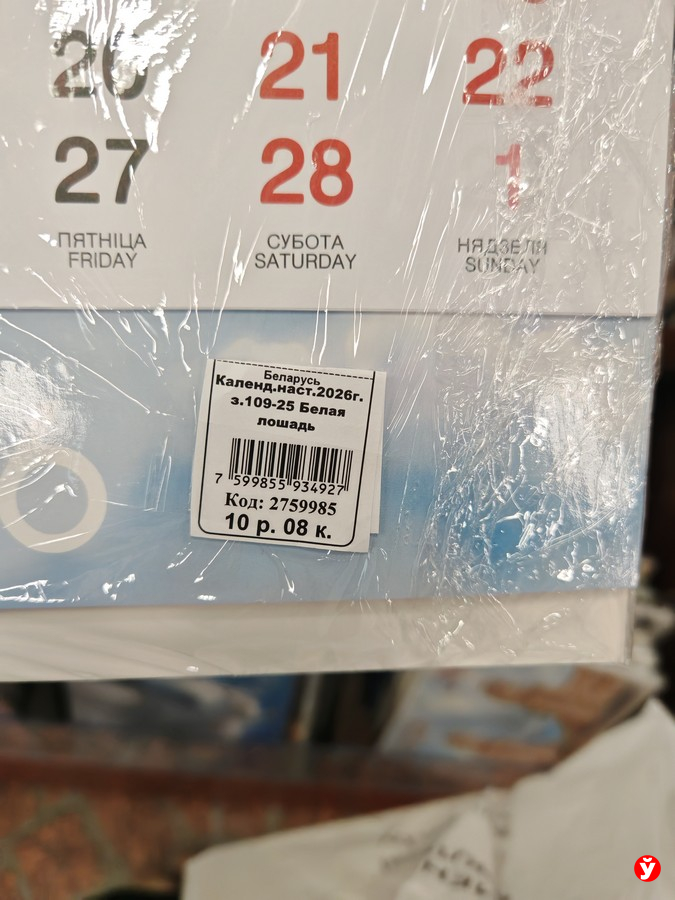 20 21 22
27 28 1
ПЯТНІЦА СУБОТА НЯДЗЕЛЯ
FRIDAY SATURDAY SUNDAY
Беларусь
Календ.наст.2026г.
з.109-25 Белая
лошадь
7 599855 934927
Код: 2759985
10 р. 08 к.
Ў